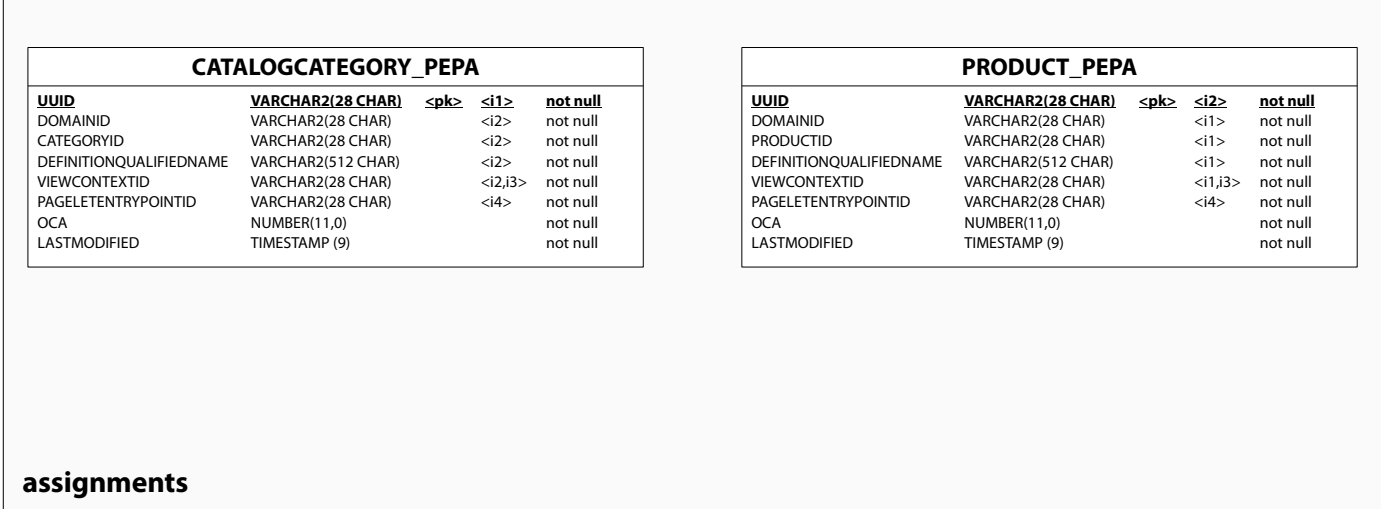 CATALOGCATEGORY_PEPA
UUID VARCHAR2(28 CHAR) <pk> <i1> not null
DOMAINID VARCHAR2(28 CHAR) <i2> not null
CATEGORYID VARCHAR2(28 CHAR) <i2> not null
DEFINITIONQUALIFIEDNAME VARCHAR2(512 CHAR) <i2> not null
VIEWCONTEXTID VARCHAR2(28 CHAR) <i2,i3> not null
PAGELETENTRYPOINTID VARCHAR2(28 CHAR) <i4> not null
OCA NUMBER(11,0) not null
LASTMODIFIED TIMESTAMP (9) not null
PRODUCT_PEPA
UUID VARCHAR2(28 CHAR) <pk> <i2> not null
DOMAINID VARCHAR2(28 CHAR) <i1> not null
PRODUCTID VARCHAR2(28 CHAR) <i1> not null
DEFINITIONQUALIFIEDNAME VARCHAR2(512 CHAR) <i1> not null
VIEWCONTEXTID VARCHAR2(28 CHAR) <i1,i3> not null
PAGELETENTRYPOINTID VARCHAR2(28 CHAR) <i4> not null
OCA NUMBER(11,0) not null
LASTMODIFIED TIMESTAMP (9) not null
assignments